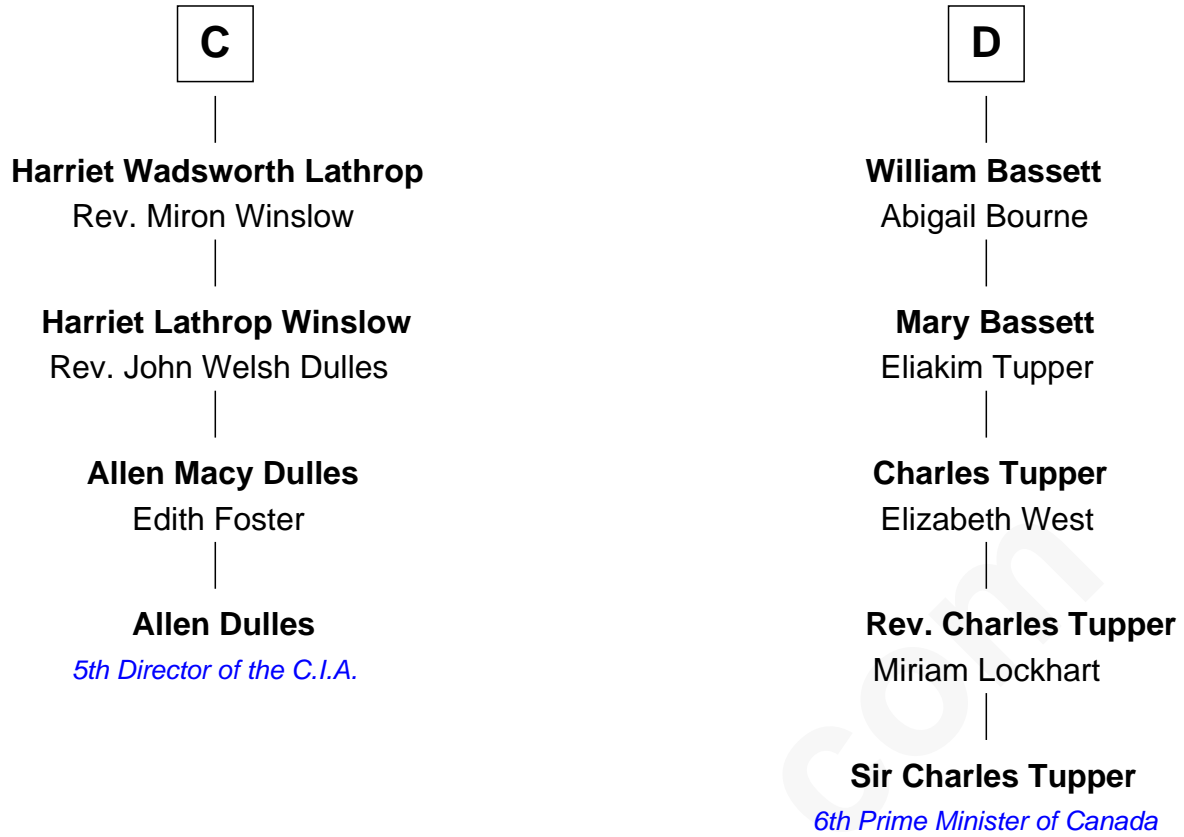 C
Harriet Wadsworth Lathrop
Rev. Miron Winslow
Harriet Lathrop Winslow
Rev. John Welsh Dulles
Allen Macy Dulles
Edith Foster
Allen Dulles
5th Director of the C.I.A.
D
William Bassett
Abigail Bourne
Mary Bassett
Eliakim Tupper
Charles Tupper
Elizabeth West
Rev. Charles Tupper
Miriam Lockhart
Sir Charles Tupper
6th Prime Minister of Canada
com